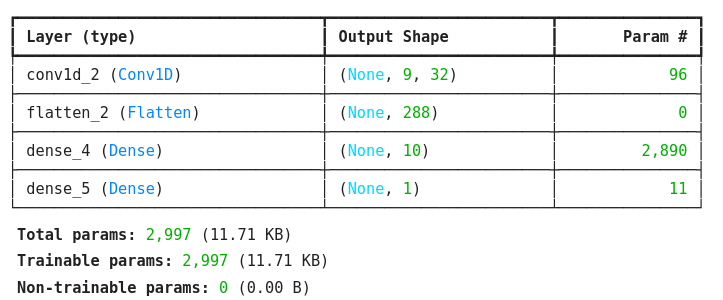 Layer (type) Output Shape Param #
conv1d_2 (Conv1D) (None, 9, 32) 96
flatten_2 (Flatten) (None, 288) 0
dense_4 (Dense) (None, 10) 2,890
dense_5 (Dense) (None, 1) 11
Total params: 2,997 (11.71 KB)
Trainable params: 2,997 (11.71 KB)
Non-trainable params: 0 (0.00 B)